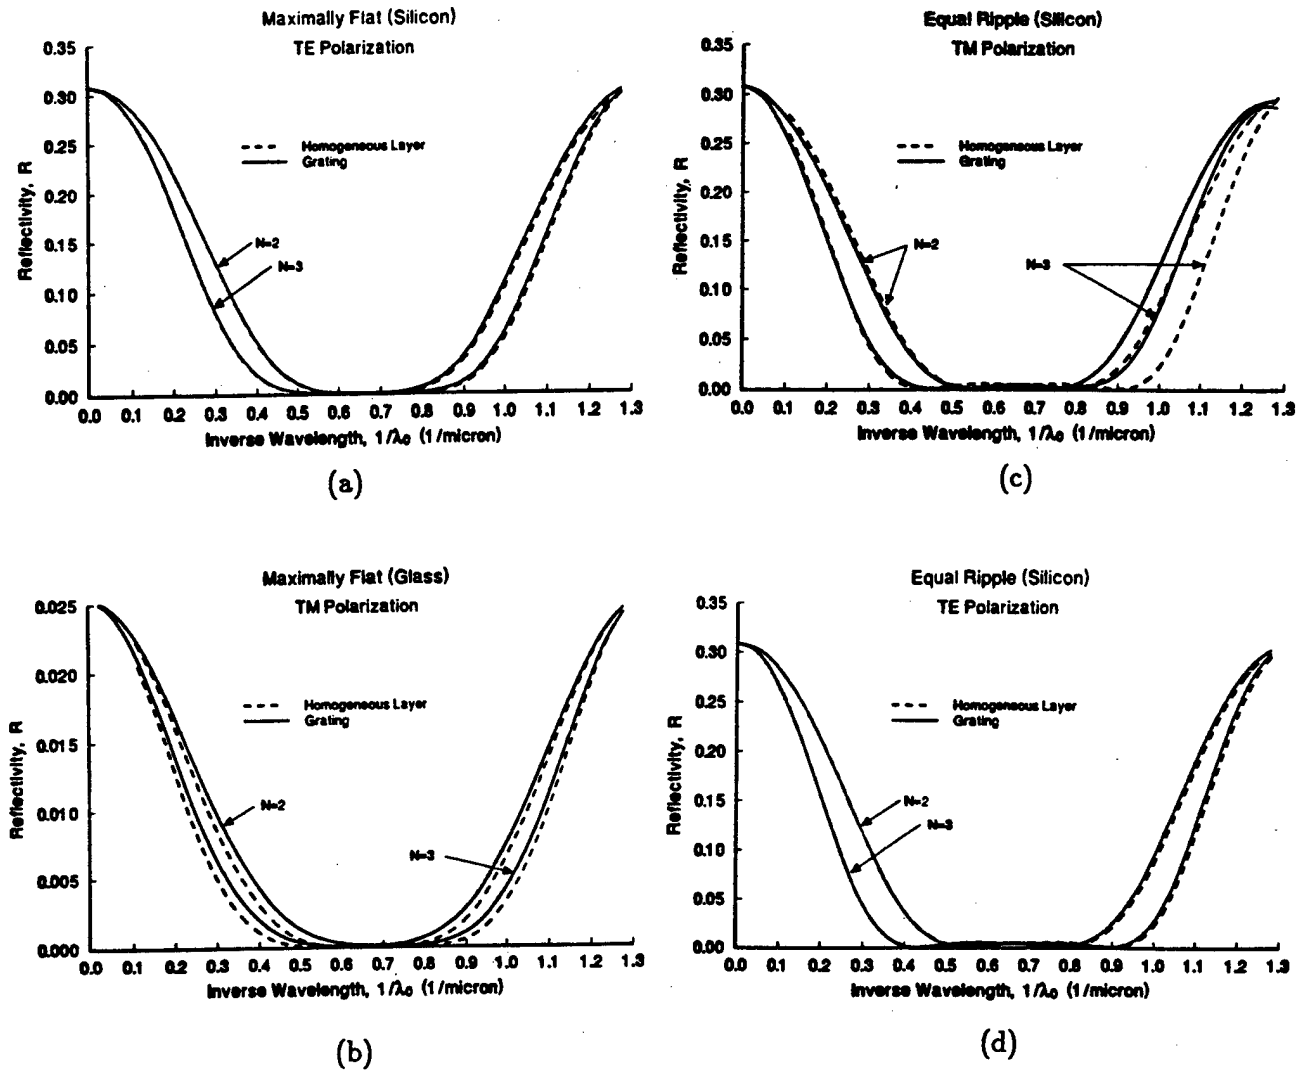 Maximally Flat (Silicon)
TE Polarization
0.35
0.30
0.25
0.20
0.15
0.10
0.05
0.00
Reflectivity, R
Homogeneous Layer
Grating
N=2
N=3
0.0 0.1 0.2 0.3 0.4 0.5 0.6 0.7 0.8 0.9 1.0 1.1 1.2 1.3
Inverse Wavelength, 1/λ₀ (1/micron)
(a)
Equal Ripple (Silicon)
TM Polarization
0.35
0.30
0.25
0.20
0.15
0.10
0.05
0.00
Reflectivity, R
Homogeneous Layer
Grating
N=2
N=3
0.0 0.1 0.2 0.3 0.4 0.5 0.6 0.7 0.8 0.9 1.0 1.1 1.2 1.3
Inverse Wavelength, 1/λ₀ (1/micron)
(c)
Maximally Flat (Glass)
TM Polarization
0.025
0.020
0.015
0.010
0.005
0.000
Reflectivity, R
Homogeneous Layer
Grating
N=2
N=3
0.0 0.1 0.2 0.3 0.4 0.5 0.6 0.7 0.8 0.9 1.0 1.1 1.2 1.3
Inverse Wavelength, 1/λ₀ (1/micron)
(b)
Equal Ripple (Silicon)
TE Polarization
0.35
0.30
0.25
0.20
0.15
0.10
0.05
0.00
Reflectivity, R
Homogeneous Layer
Grating
N=2
N=3
0.0 0.1 0.2 0.3 0.4 0.5 0.6 0.7 0.8 0.9 1.0 1.1 1.2 1.3
Inverse Wavelength, 1/λ₀ (1/micron)
(d)